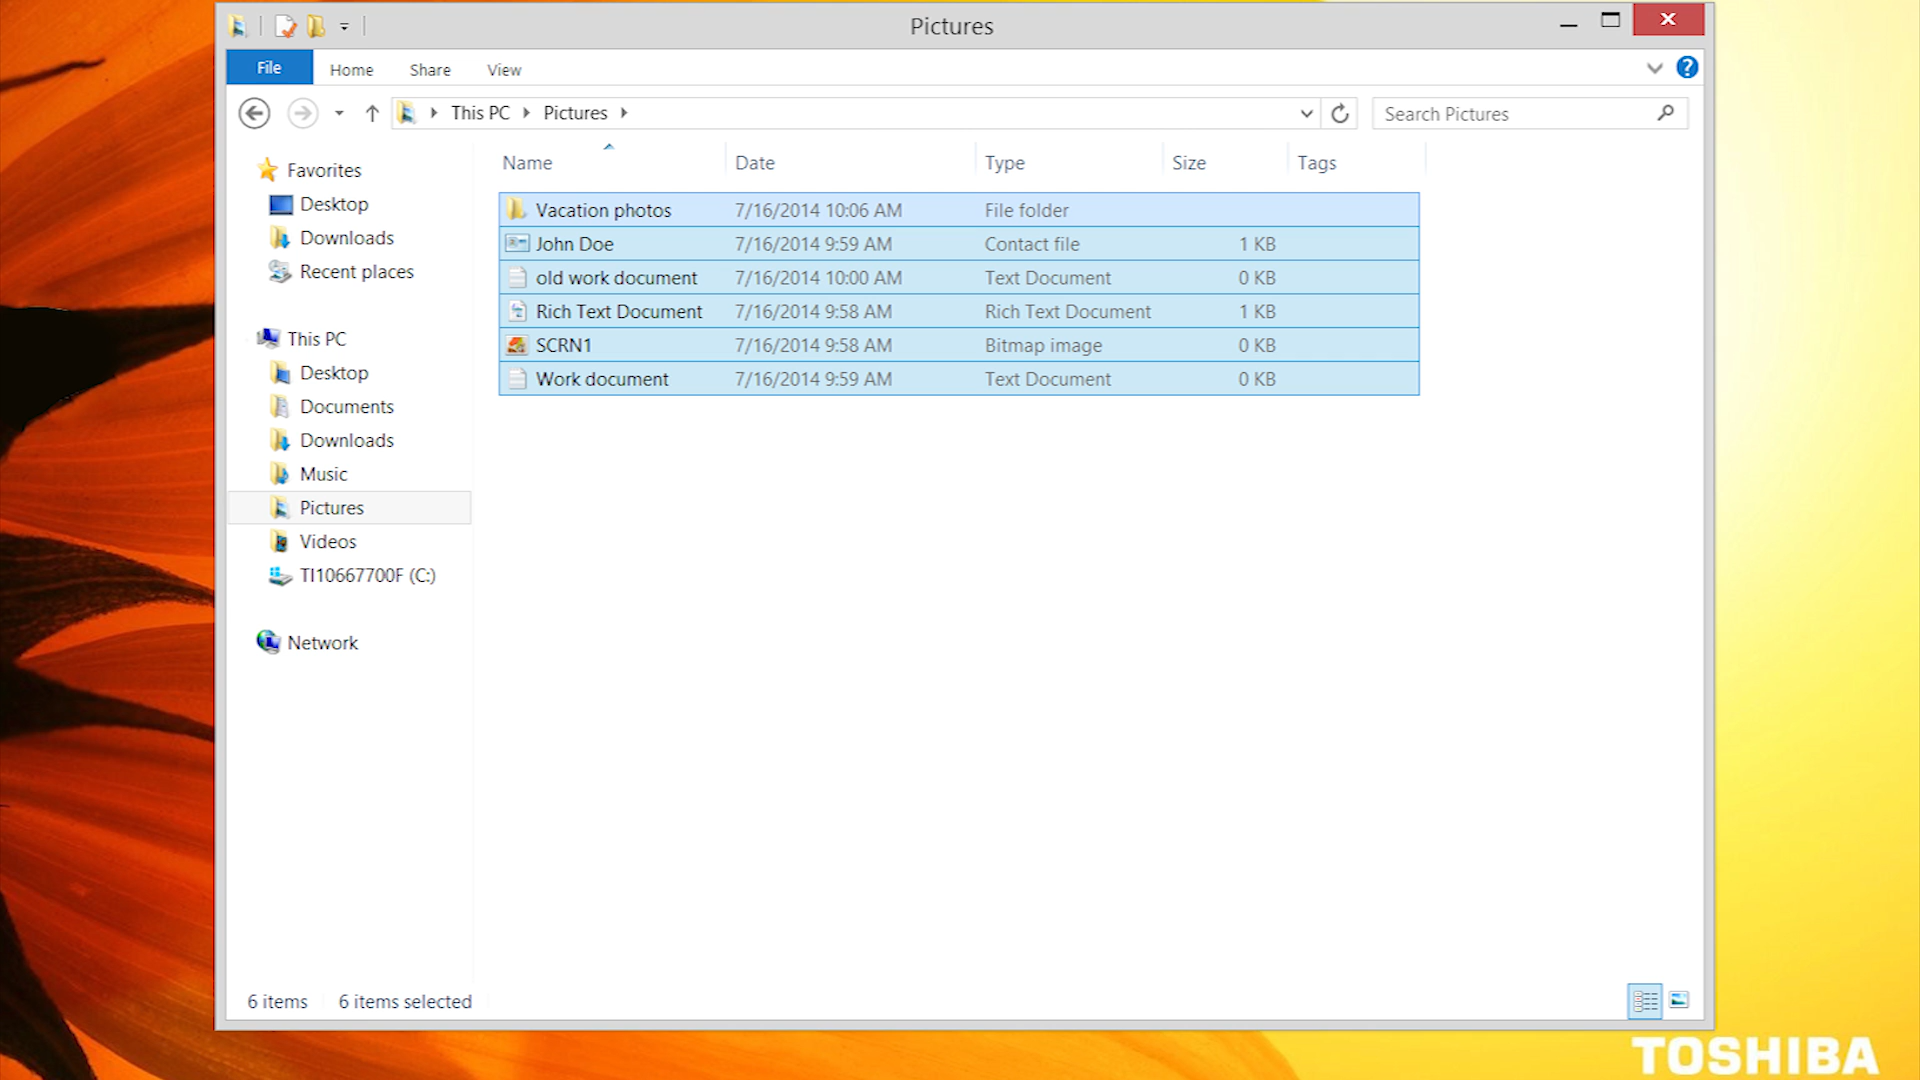 Pictures
File Home Share View
This PC Pictures Search Pictures
Name Date Type Size Tags
Favorites
Desktop
Downloads
Recent places
This PC
Desktop
Documents
Downloads
Music
Pictures
Videos
TI10667700F (C:)
Network
Vacation photos 7/16/2014 10:06 AM File folder
John Doe 7/16/2014 9:59 AM Contact file 1 KB
old work document 7/16/2014 10:00 AM Text Document 0 KB
Rich Text Document 7/16/2014 9:58 AM Rich Text Document 1 KB
SCRN1 7/16/2014 9:58 AM Bitmap image 0 KB
Work document 7/16/2014 9:59 AM Text Document 0 KB
6 items 6 items selected
TOSHIBA